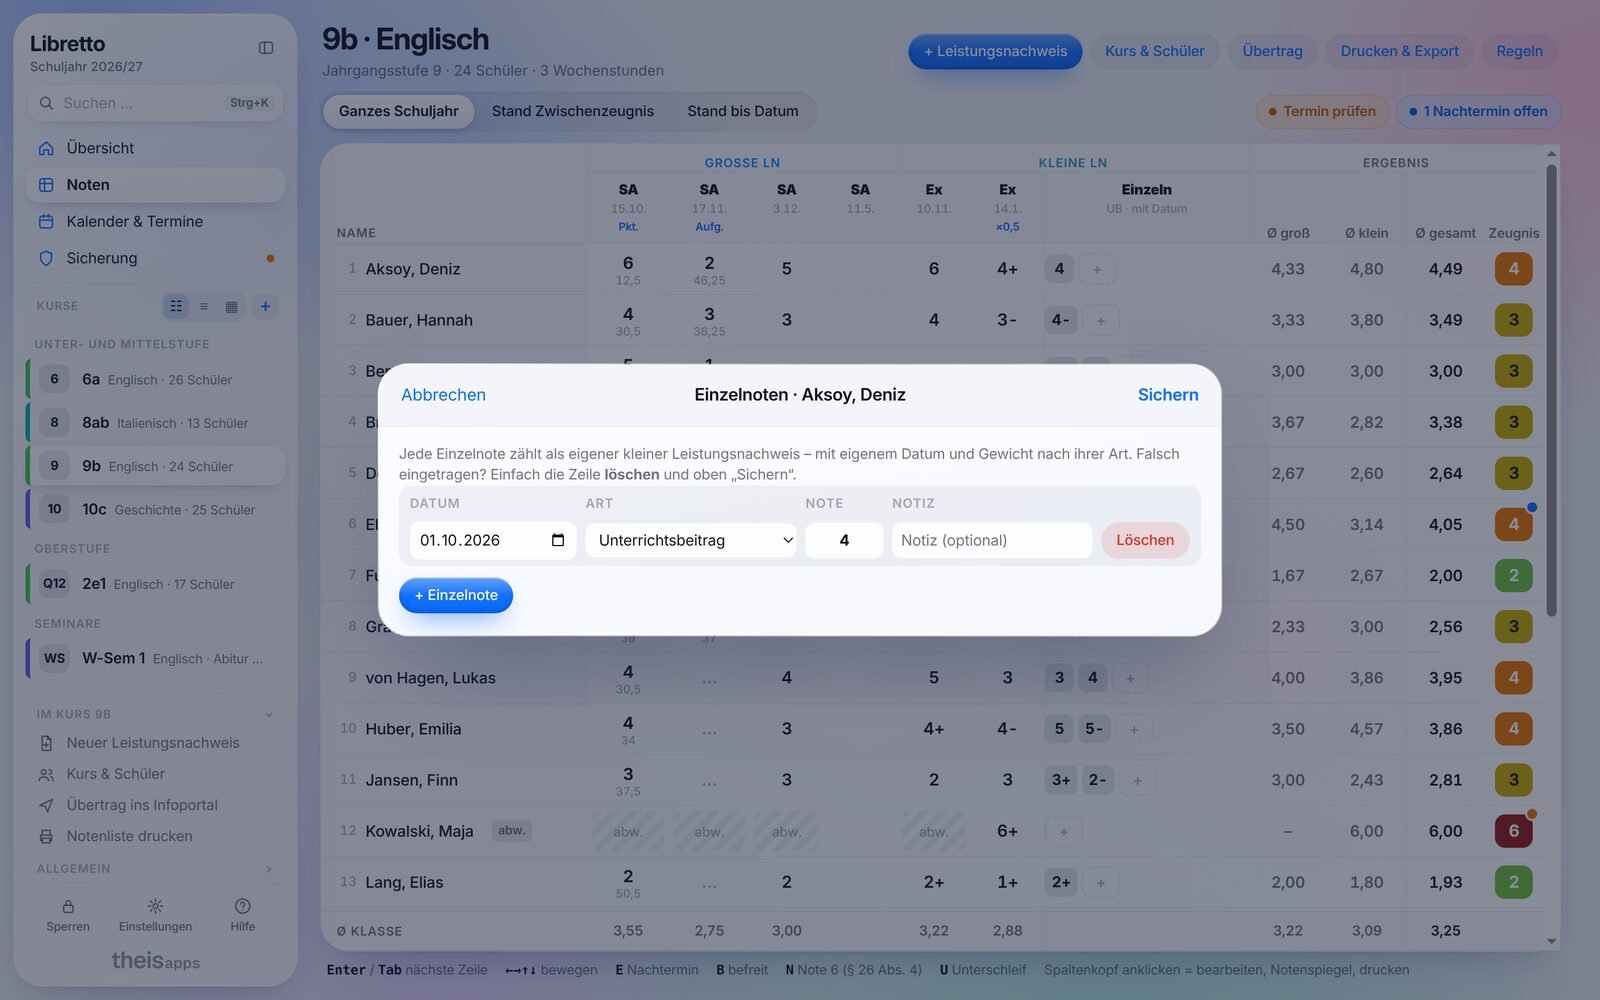 Libretto
Schuljahr 2026/27
Suchen ...
Strg+K
Übersicht
Noten
Kalender & Termine
Sicherung
KURSE
UNTER- UND MITTELSTUFE
6 6a Englisch · 26 Schüler
8 8ab Italienisch · 13 Schüler
9 9b Englisch · 24 Schüler
10 10c Geschichte · 25 Schüler
OBERSTUFE
Q12 2e1 Englisch · 17 Schüler
SEMINARE
WS W-Sem 1 Englisch · Abitur ...
IM KURS 9B
Neuer Leistungsnachweis
Kurs & Schüler
Übertrag ins Infoportal
Notenliste drucken
ALLGEMEIN
Sperren Einstellungen Hilfe
theisapps
9b · Englisch
Jahrgangsstufe 9 · 24 Schüler · 3 Wochenstunden
+ Leistungsnachweis Kurs & Schüler Übertrag Drucken & Export Regeln
Ganzes Schuljahr Stand Zwischenzeugnis Stand bis Datum
Termin prüfen 1 Nachtermin offen
GROSSE LN KLEINE LN ERGEBNIS
SA SA SA SA Ex Ex Einzeln
15.10. 17.11. 3.12. 11.5. 10.11. 14.1. UB · mit Datum
Pkt. Aufg. ×0,5
NAME Ø groß Ø klein Ø gesamt Zeugnis
1 Aksoy, Deniz 6 2 5 6 4+ 4 + 4,33 4,80 4,49 4
12,5 46,25
2 Bauer, Hannah 4 3 3 4 3- 4- + 3,33 3,80 3,49 3
30,5 38,25
3 Be 3,00 3,00 3,00 3
4 3,67 2,82 3,38 3
5 2,67 2,60 2,64 3
6 4,50 3,14 4,05 4
7 1,67 2,67 2,00 2
8 Gra 2,33 3,00 2,56 3
38 37
Abbrechen Einzelnoten · Aksoy, Deniz Sichern
Jede Einzelnote zählt als eigener kleiner Leistungsnachweis – mit eigenem Datum und Gewicht nach ihrer Art. Falsch
eingetragen? Einfach die Zeile löschen und oben „Sichern“.
DATUM ART NOTE NOTIZ
01.10.2026 Unterrichtsbeitrag 4 Notiz (optional) Löschen
+ Einzelnote
9 von Hagen, Lukas 4 ... 4 5 3 3 4 + 4,00 3,86 3,95 4
30,5
10 Huber, Emilia 4 ... 3 4+ 4- 5 5- + 3,50 4,57 3,86 4
34
11 Jansen, Finn 3 ... 3 2 3 3+ 2- + 3,00 2,43 2,81 3
37,5
12 Kowalski, Maja abw. abw. abw. abw. abw. 6+ + – 6,00 6,00 6
13 Lang, Elias 2 ... 2 2+ 1+ 2+ + 2,00 1,80 1,93 2
50,5
Ø KLASSE 3,55 2,75 3,00 3,22 2,88 3,22 3,09 3,25
Enter / Tab nächste Zeile ←→↑↓ bewegen E Nachtermin B befreit N Note 6 (§ 26 Abs. 4) U Unterschleif Spaltenkopf anklicken = bearbeiten, Notenspiegel, drucken